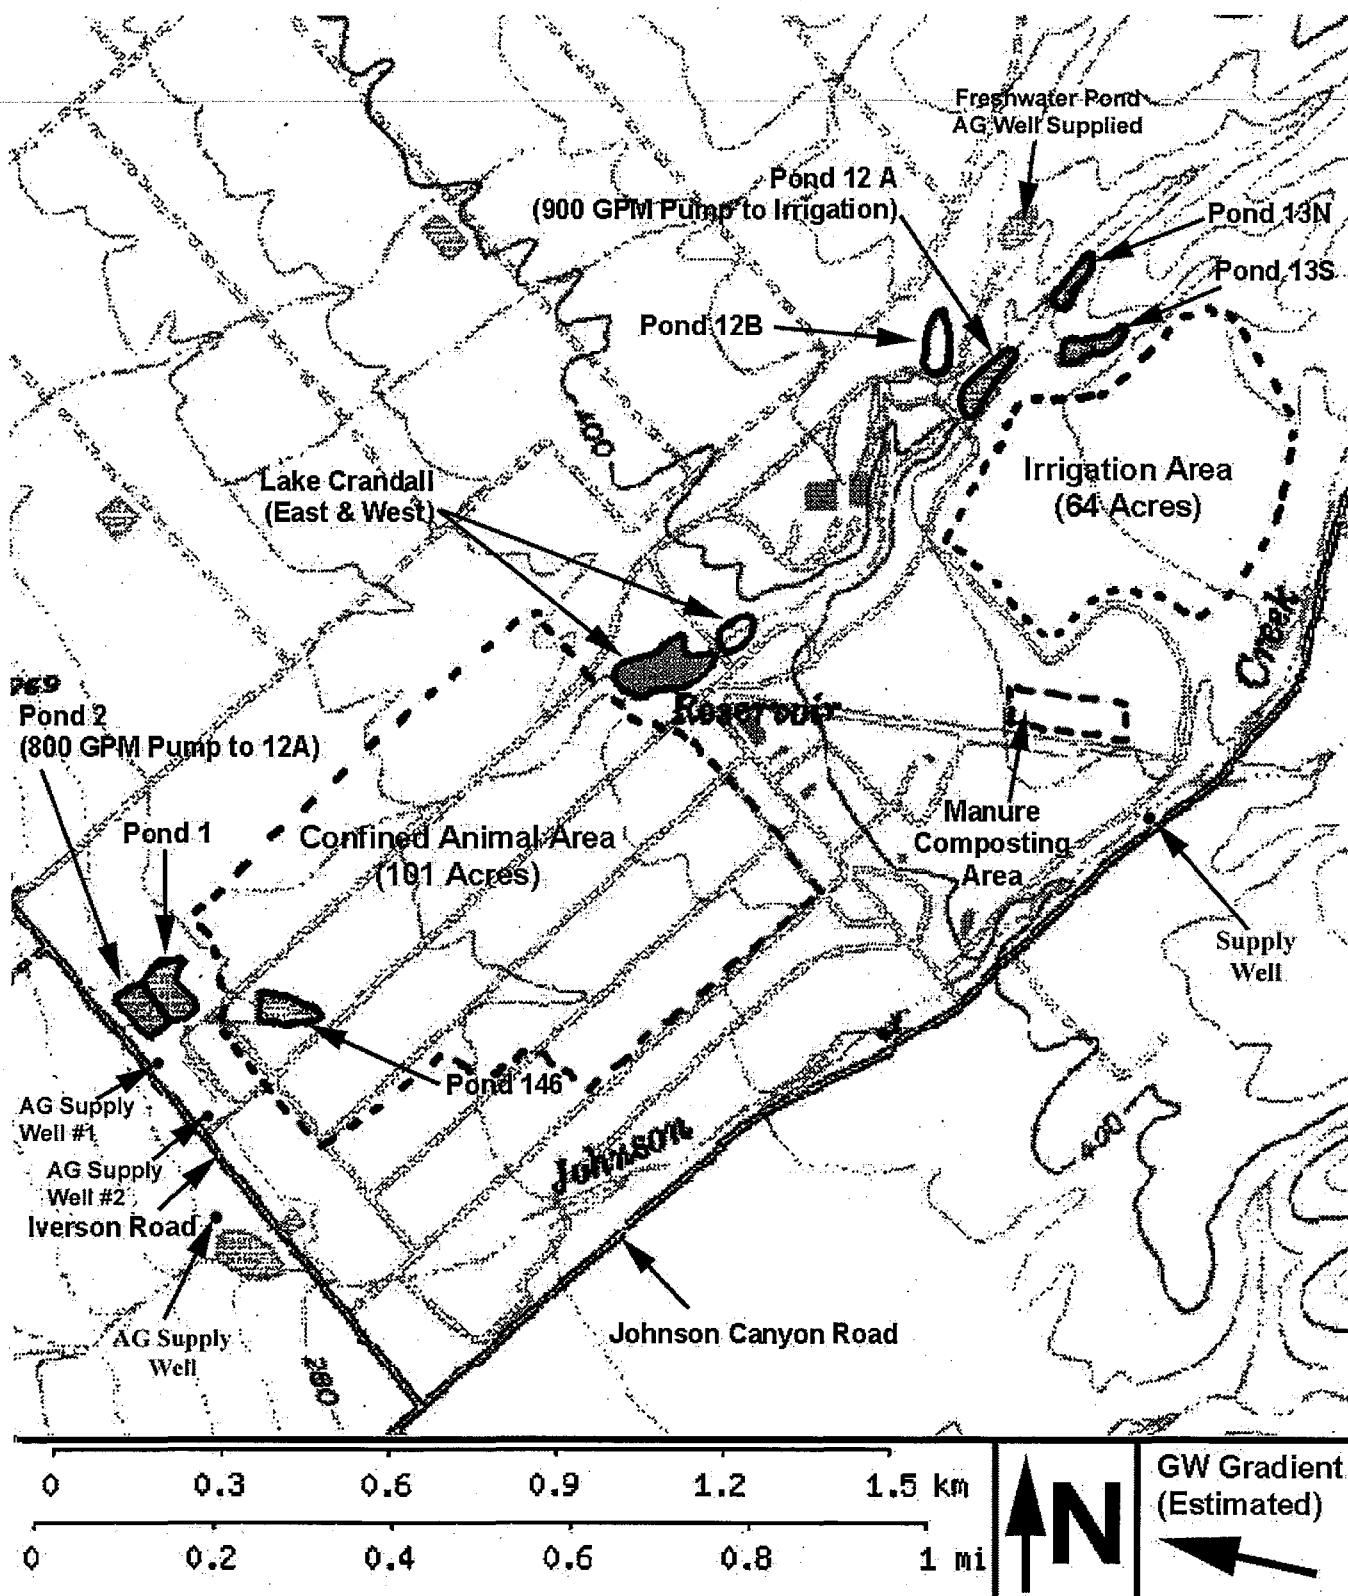 Freshwater Pond
AG Well Supplied
Pond 12 A
(900 GPM Pump to Irrigation)
Pond 13N
Pond 13S
Pond 12B
400
Lake Crandall
(East & West)
Irrigation Area
(64 Acres)
Creek
Reservoir
Pond 2
(800 GPM Pump to 12A)
Pond 1
Confined Animal Area
(101 Acres)
Manure
Composting
Area
Supply
Well
Pond 146
AG Supply
Well #1
AG Supply
Well #2
Iverson Road
400
Johnson
AG Supply
Well
Johnson Canyon Road
280
0 0.3 0.6 0.9 1.2 1.5 km
0 0.2 0.4 0.6 0.8 1 mi
N
GW Gradient
(Estimated)